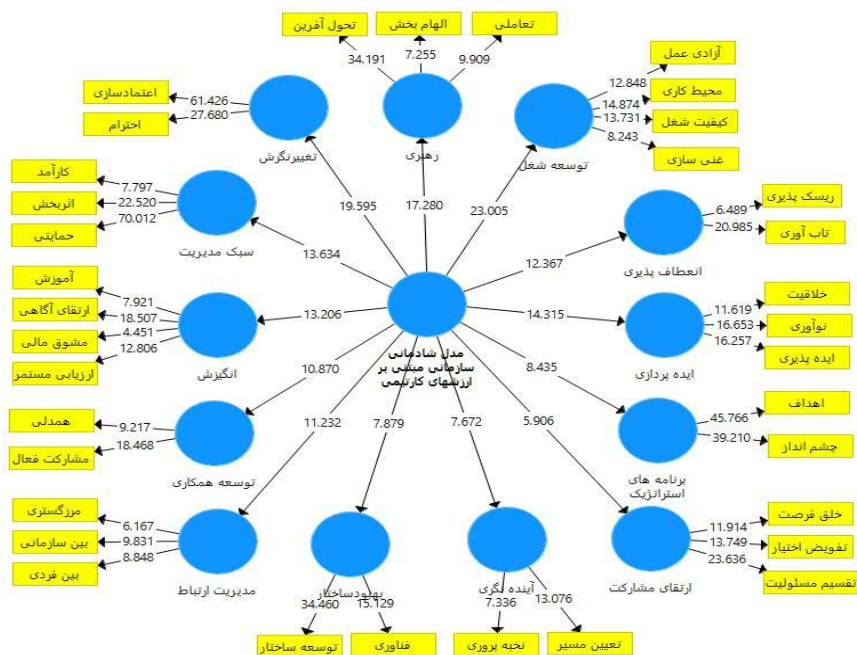 تحول آفرین
الهام بخش
تعاملی
34.191
7.255
9.909
رهبری
17.280
اعتمادسازی
احترام
61.426
27.680
تغییرنگرش
19.595
آزادی عمل
محیط کاری
کیفیت شغل
غنی سازی
12.848
14.874
13.731
8.243
توسعه شغل
23.005
کارآمد
اثربخش
حمایتی
7.797
22.520
70.012
سبک مدیریت
13.634
ریسک پذیری
تاب آوری
6.489
20.985
انعطاف پذیری
12.367
آموزش
ارتقای آگاهی
مشوق مالی
ارزیابی مستمر
7.921
18.507
4.451
12.806
انگیزش
13.206
خلاقیت
نوآوری
ایده پذیری
11.619
16.653
16.257
ایده پردازی
14.315
مدل شادمانی
سازمانی مبتنی بر
ارزشهای کارتیمی
همدلی
مشارکت فعال
9.217
18.468
توسعه همکاری
10.870
اهداف
چشم انداز
45.766
39.210
برنامه های
استراتژیک
8.435
مرزگستری
بین سازمانی
بین فردی
6.167
9.831
8.848
مدیریت ارتباط
11.232
خلق فرصت
تفویض اختیار
تقسیم مسئولیت
11.914
13.749
23.636
ارتقای مشارکت
5.906
7.879
بهبودساختار
34.460
15.129
توسعه ساختار
فناوری
7.672
آینده نگری
7.336
13.076
نخبه پروری
تعیین مسیر